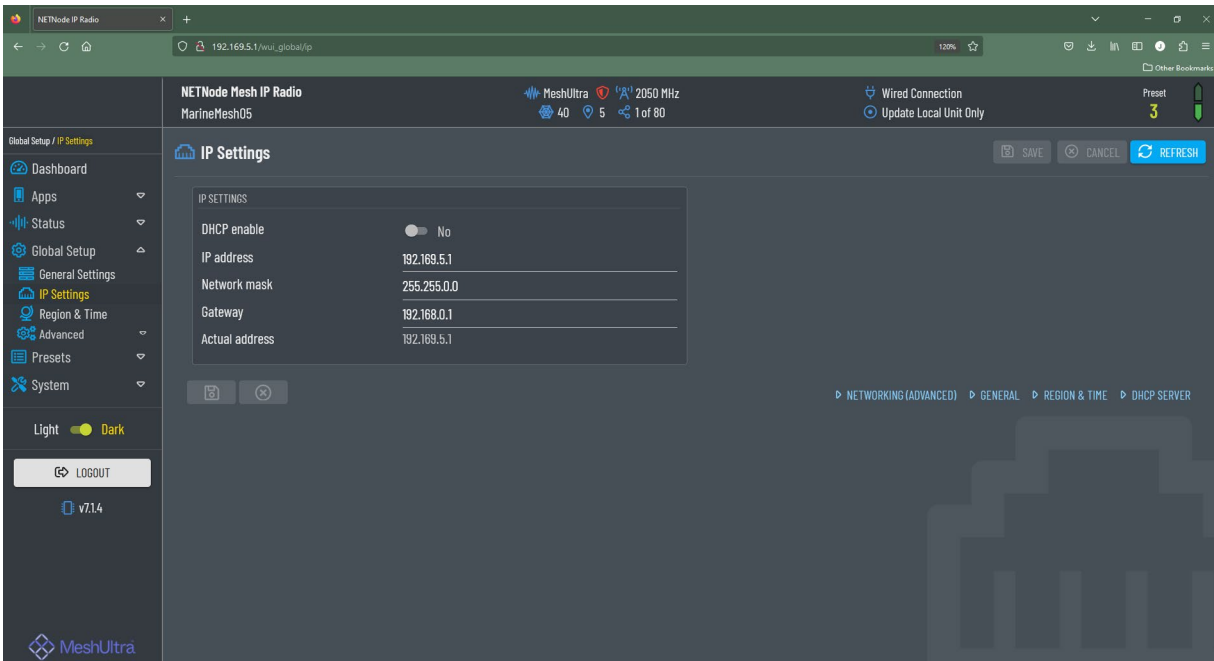 NETNode IP Radio
192.169.5.1/wui_global/ip
120%
Other Bookmarks
NETNode Mesh IP Radio
MarineMesh05
MeshUltra 2050 MHz
40 5 1 of 80
Wired Connection
Update Local Unit Only
Preset
3
Global Setup / IP Settings
Dashboard
Apps
Status
Global Setup
General Settings
IP Settings
Region & Time
Advanced
Presets
System
Light Dark
LOGOUT
v7.1.4
MeshUltra
IP Settings
SAVE CANCEL REFRESH
IP SETTINGS
DHCP enable No
IP address 192.169.5.1
Network mask 255.255.0.0
Gateway 192.168.0.1
Actual address 192.169.5.1
NETWORKING (ADVANCED) GENERAL REGION & TIME DHCP SERVER